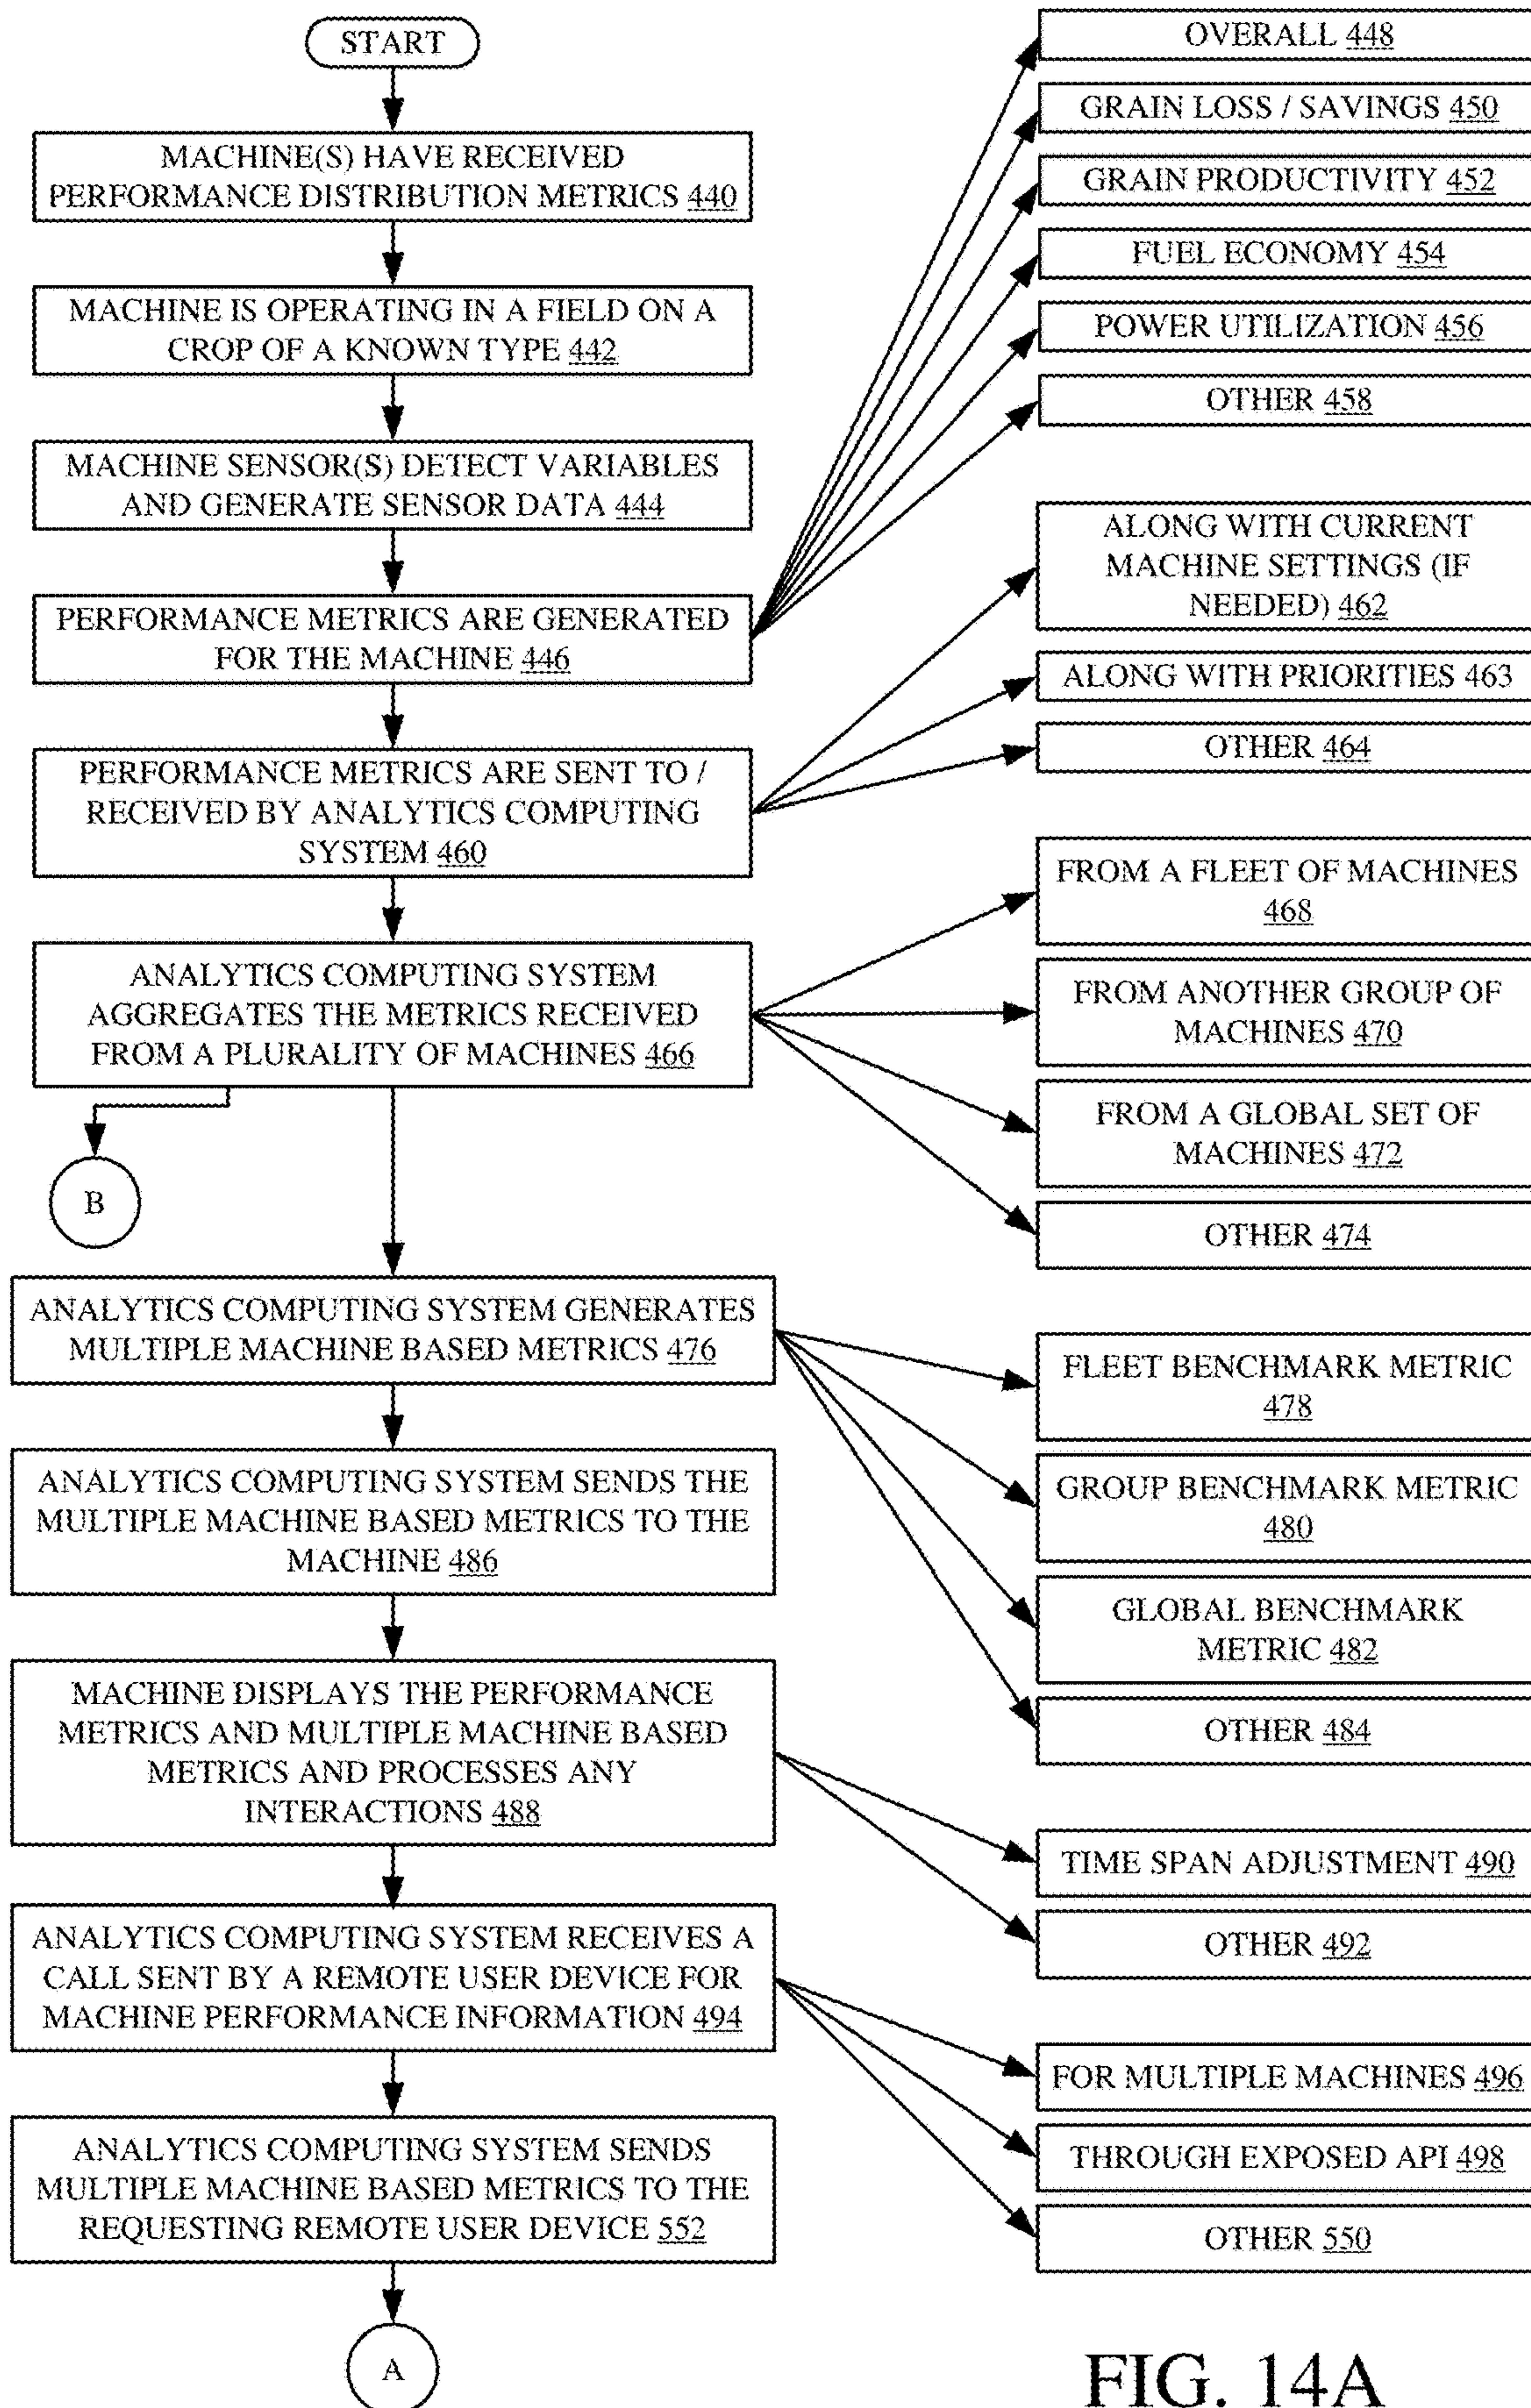 START
MACHINE(S) HAVE RECEIVED
PERFORMANCE DISTRIBUTION METRICS 440
MACHINE IS OPERATING IN A FIELD ON A
CROP OF A KNOWN TYPE 442
MACHINE SENSOR(S) DETECT VARIABLES
AND GENERATE SENSOR DATA 444
PERFORMANCE METRICS ARE GENERATED
FOR THE MACHINE 446
OVERALL 448
GRAIN LOSS / SAVINGS 450
GRAIN PRODUCTIVITY 452
FUEL ECONOMY 454
POWER UTILIZATION 456
OTHER 458
PERFORMANCE METRICS ARE SENT TO /
RECEIVED BY ANALYTICS COMPUTING
SYSTEM 460
ALONG WITH CURRENT
MACHINE SETTINGS (IF
NEEDED) 462
ALONG WITH PRIORITIES 463
OTHER 464
ANALYTICS COMPUTING SYSTEM
AGGREGATES THE METRICS RECEIVED
FROM A PLURALITY OF MACHINES 466
FROM A FLEET OF MACHINES
468
FROM ANOTHER GROUP OF
MACHINES 470
FROM A GLOBAL SET OF
MACHINES 472
OTHER 474
B
ANALYTICS COMPUTING SYSTEM GENERATES
MULTIPLE MACHINE BASED METRICS 476
FLEET BENCHMARK METRIC
478
GROUP BENCHMARK METRIC
480
GLOBAL BENCHMARK
METRIC 482
OTHER 484
ANALYTICS COMPUTING SYSTEM SENDS THE
MULTIPLE MACHINE BASED METRICS TO THE
MACHINE 486
MACHINE DISPLAYS THE PERFORMANCE
METRICS AND MULTIPLE MACHINE BASED
METRICS AND PROCESSES ANY
INTERACTIONS 488
TIME SPAN ADJUSTMENT 490
OTHER 492
ANALYTICS COMPUTING SYSTEM RECEIVES A
CALL SENT BY A REMOTE USER DEVICE FOR
MACHINE PERFORMANCE INFORMATION 494
FOR MULTIPLE MACHINES 496
THROUGH EXPOSED API 498
OTHER 550
ANALYTICS COMPUTING SYSTEM SENDS
MULTIPLE MACHINE BASED METRICS TO THE
REQUESTING REMOTE USER DEVICE 552
A
FIG. 14A